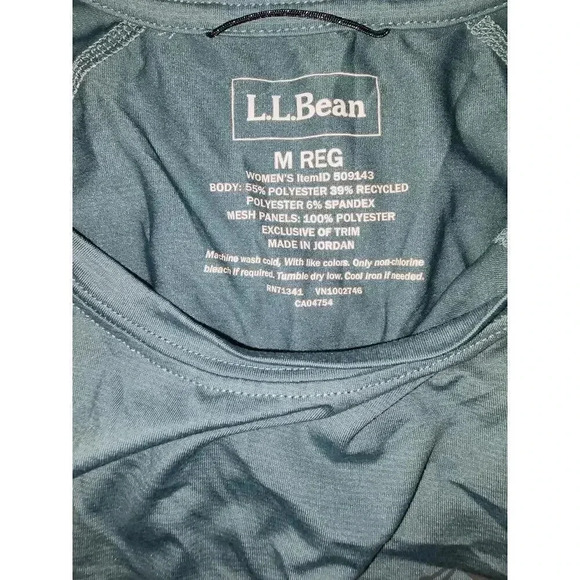 L.L.Bean
M REG
WOMEN'S ItemID 509143
BODY: 55% POLYESTER 39% RECYCLED
POLYESTER 6% SPANDEX
MESH PANELS: 100% POLYESTER
EXCLUSIVE OF TRIM
MADE IN JORDAN
Machine wash cold, With like colors. Only non-chlorine
bleach if required. Tumble dry low. Cool iron if needed.
RN71341 VN1002746
CA04754